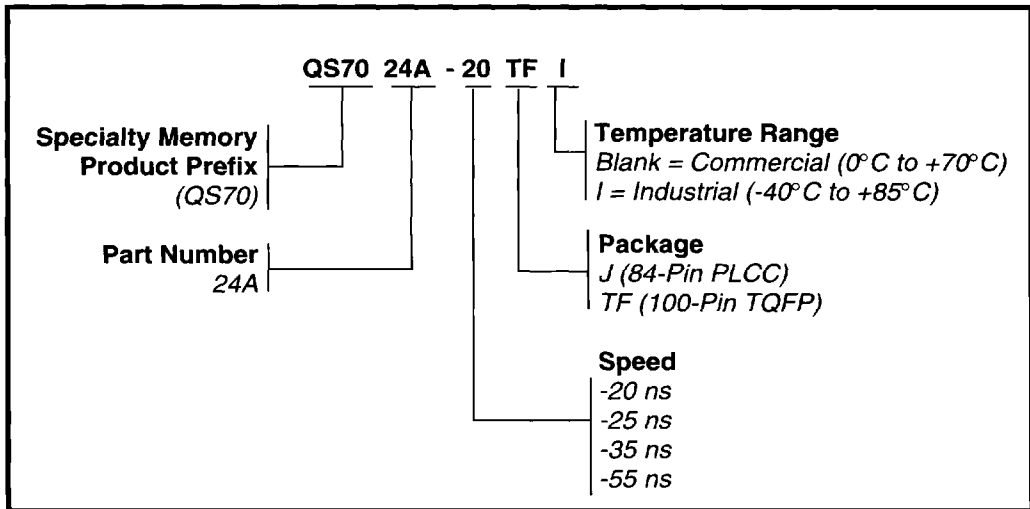 QS70 24A - 20 TF I
Specialty Memory
Product Prefix
(QS70)
Part Number
24A
Temperature Range
Blank = Commercial (0°C to +70°C)
I = Industrial (-40°C to +85°C)
Package
J (84-Pin PLCC)
TF (100-Pin TQFP)
Speed
-20 ns
-25 ns
-35 ns
-55 ns